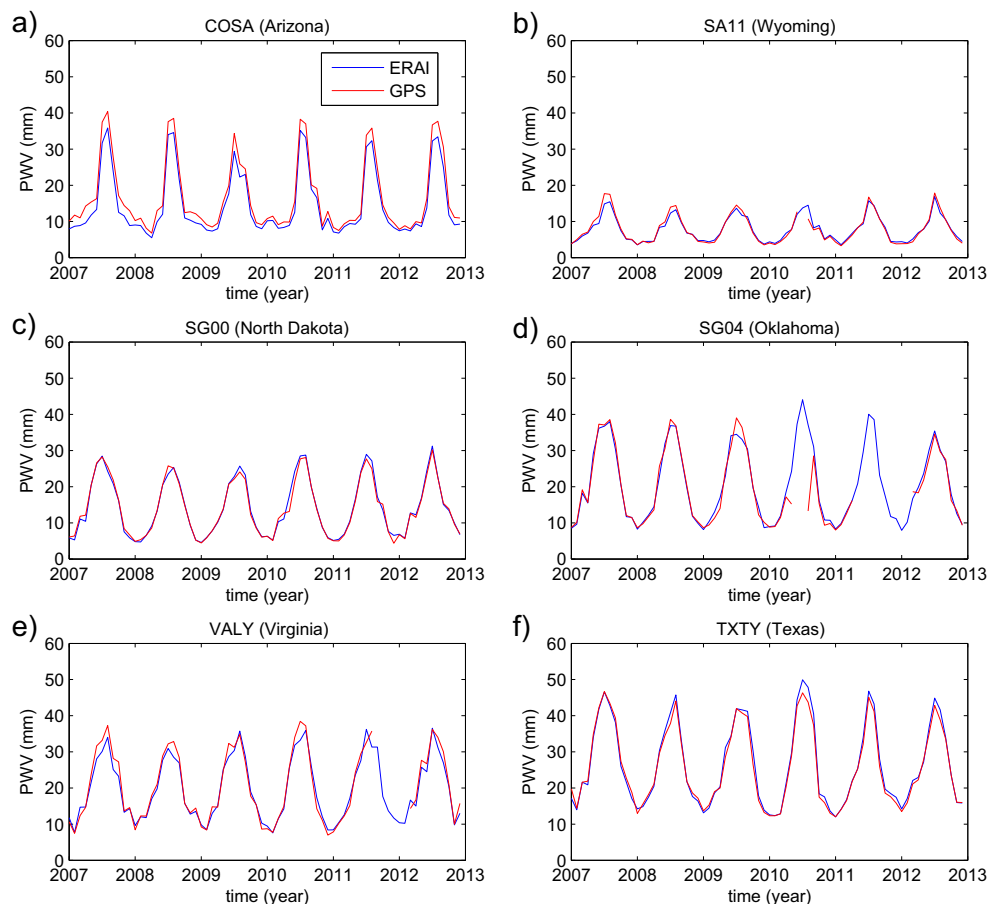 a)
COSA (Arizona)
60
50
40
30
20
10
0
PWV (mm)
ERAI
GPS
2007 2008 2009 2010 2011 2012 2013
time (year)
b)
SA11 (Wyoming)
60
50
40
30
20
10
0
PWV (mm)
2007 2008 2009 2010 2011 2012 2013
time (year)
c)
SG00 (North Dakota)
60
50
40
30
20
10
0
PWV (mm)
2007 2008 2009 2010 2011 2012 2013
time (year)
d)
SG04 (Oklahoma)
60
50
40
30
20
10
0
PWV (mm)
2007 2008 2009 2010 2011 2012 2013
time (year)
e)
VALY (Virginia)
60
50
40
30
20
10
0
PWV (mm)
2007 2008 2009 2010 2011 2012 2013
time (year)
f)
TXTY (Texas)
60
50
40
30
20
10
0
PWV (mm)
2007 2008 2009 2010 2011 2012 2013
time (year)